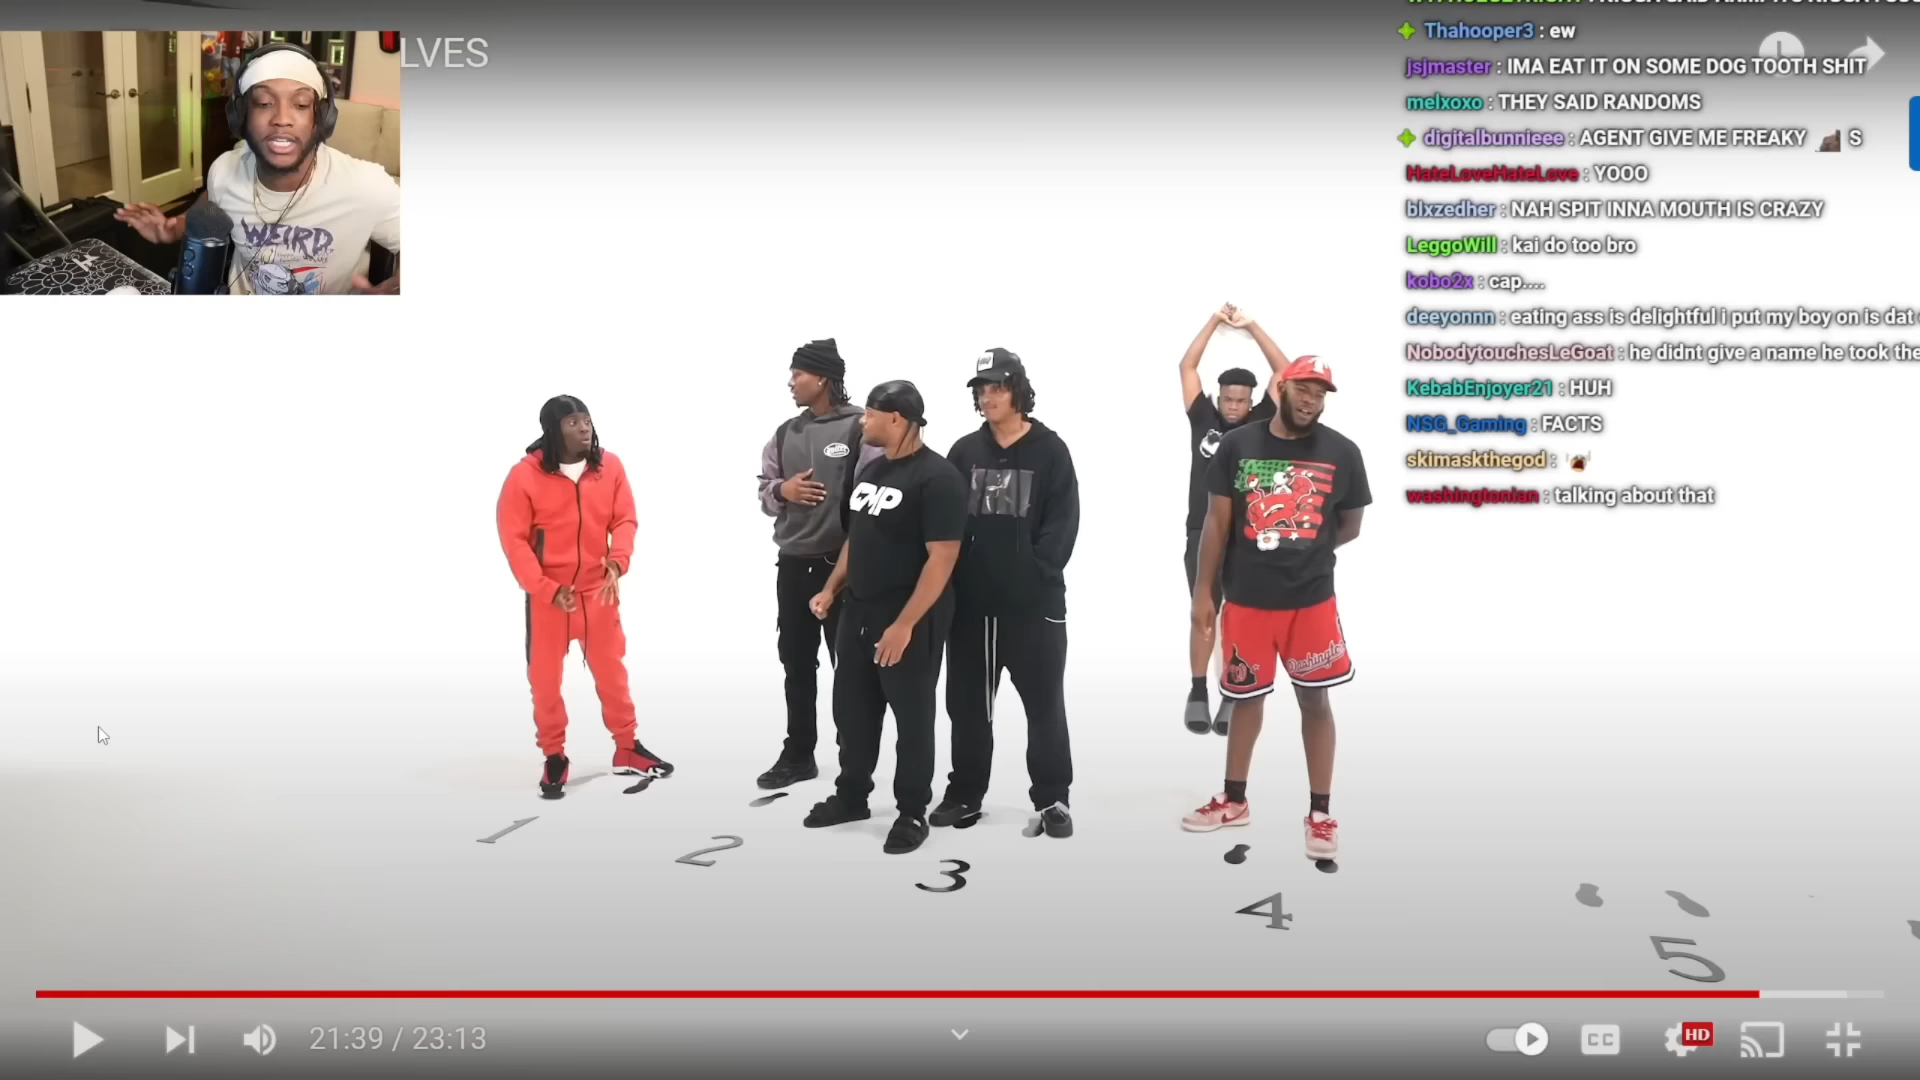 LVES
Thahooper3 : ew
jsjmaster : IMA EAT IT ON SOME DOG TOOTH SHIT
melxoxo : THEY SAID RANDOMS
digitalbunnieee : AGENT GIVE ME FREAKY S
HateLoveHateLove : YOOO
blxzedher : NAH SPIT INNA MOUTH IS CRAZY
LeggoWill : kai do too bro
kobo2x : cap....
deeyonnn : eating ass is delightful i put my boy on is dat
NobodytouchesLeGoat : he didnt give a name he took the
KebabEnjoyer21 : HUH
NSG_Gaming : FACTS
skimaskthegod :
washingtonian : talking about that
WEIRD
AMP
1
2
3
4
5
21:39 / 23:13
CC
HD